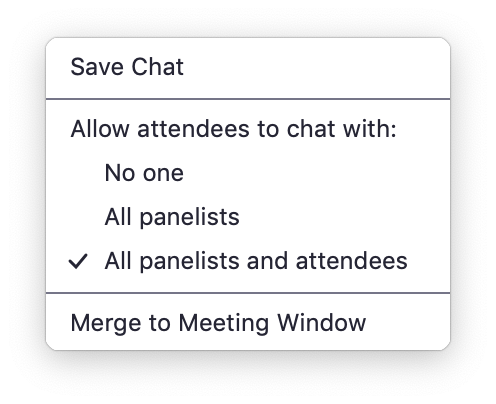 Save Chat
Allow attendees to chat with:
No one
All panelists
All panelists and attendees
Merge to Meeting Window